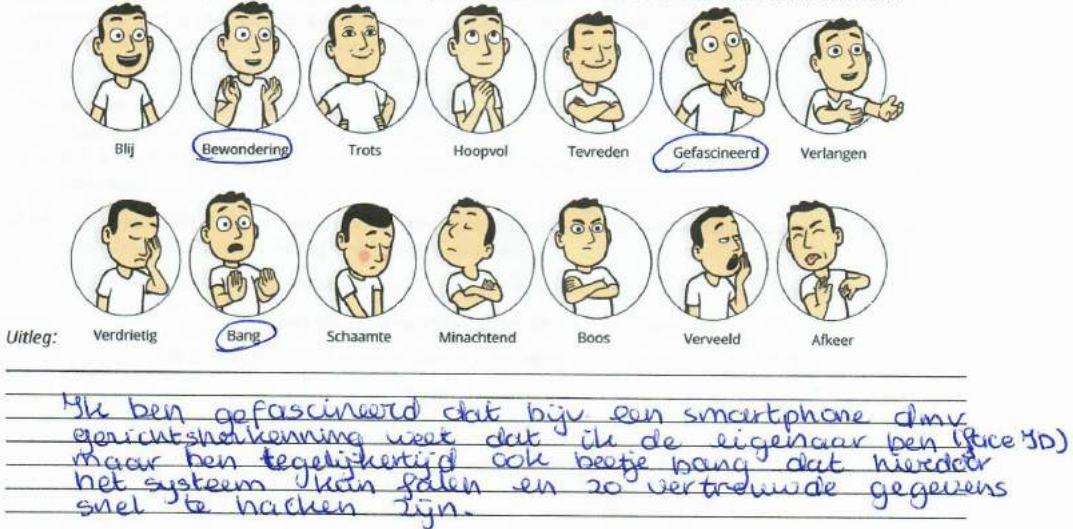 Blij Bewondering Trots Hoopvol Tevreden Gefascineerd Verlangen
Uitleg: Verdrietig Bang Schaamte Minachtend Boos Verveeld Afkeer
Ik ben gefascineerd dat bijv een smartphone dmv
gerichtsherkenning weet dat ik de eigenaar ben (face ID)
maar ben tegelijkertijd ook beetje bang dat hierdoor
het systeem kan falen en zo vertrouwde gegevens
snel te hacken zijn.